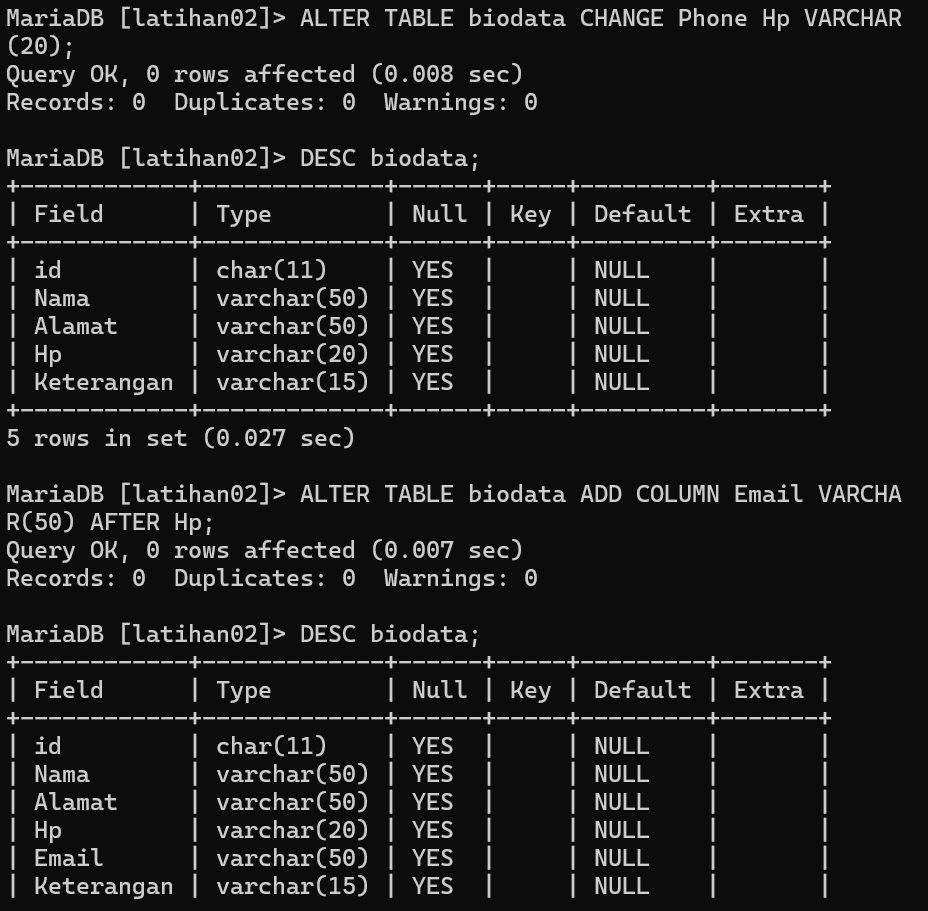 MariaDB [latihan02]> ALTER TABLE biodata CHANGE Phone Hp VARCHAR
(20);
Query OK, 0 rows affected (0.008 sec)
Records: 0  Duplicates: 0  Warnings: 0

MariaDB [latihan02]> DESC biodata;
+------------+-------------+------+-----+---------+-------+
| Field      | Type        | Null | Key | Default | Extra |
+------------+-------------+------+-----+---------+-------+
| id         | char(11)    | YES  |     | NULL    |       |
| Nama       | varchar(50) | YES  |     | NULL    |       |
| Alamat     | varchar(50) | YES  |     | NULL    |       |
| Hp         | varchar(20) | YES  |     | NULL    |       |
| Keterangan | varchar(15) | YES  |     | NULL    |       |
+------------+-------------+------+-----+---------+-------+
5 rows in set (0.027 sec)

MariaDB [latihan02]> ALTER TABLE biodata ADD COLUMN Email VARCHA
R(50) AFTER Hp;
Query OK, 0 rows affected (0.007 sec)
Records: 0  Duplicates: 0  Warnings: 0

MariaDB [latihan02]> DESC biodata;
+------------+-------------+------+-----+---------+-------+
| Field      | Type        | Null | Key | Default | Extra |
+------------+-------------+------+-----+---------+-------+
| id         | char(11)    | YES  |     | NULL    |       |
| Nama       | varchar(50) | YES  |     | NULL    |       |
| Alamat     | varchar(50) | YES  |     | NULL    |       |
| Hp         | varchar(20) | YES  |     | NULL    |       |
| Email      | varchar(50) | YES  |     | NULL    |       |
| Keterangan | varchar(15) | YES  |     | NULL    |       |